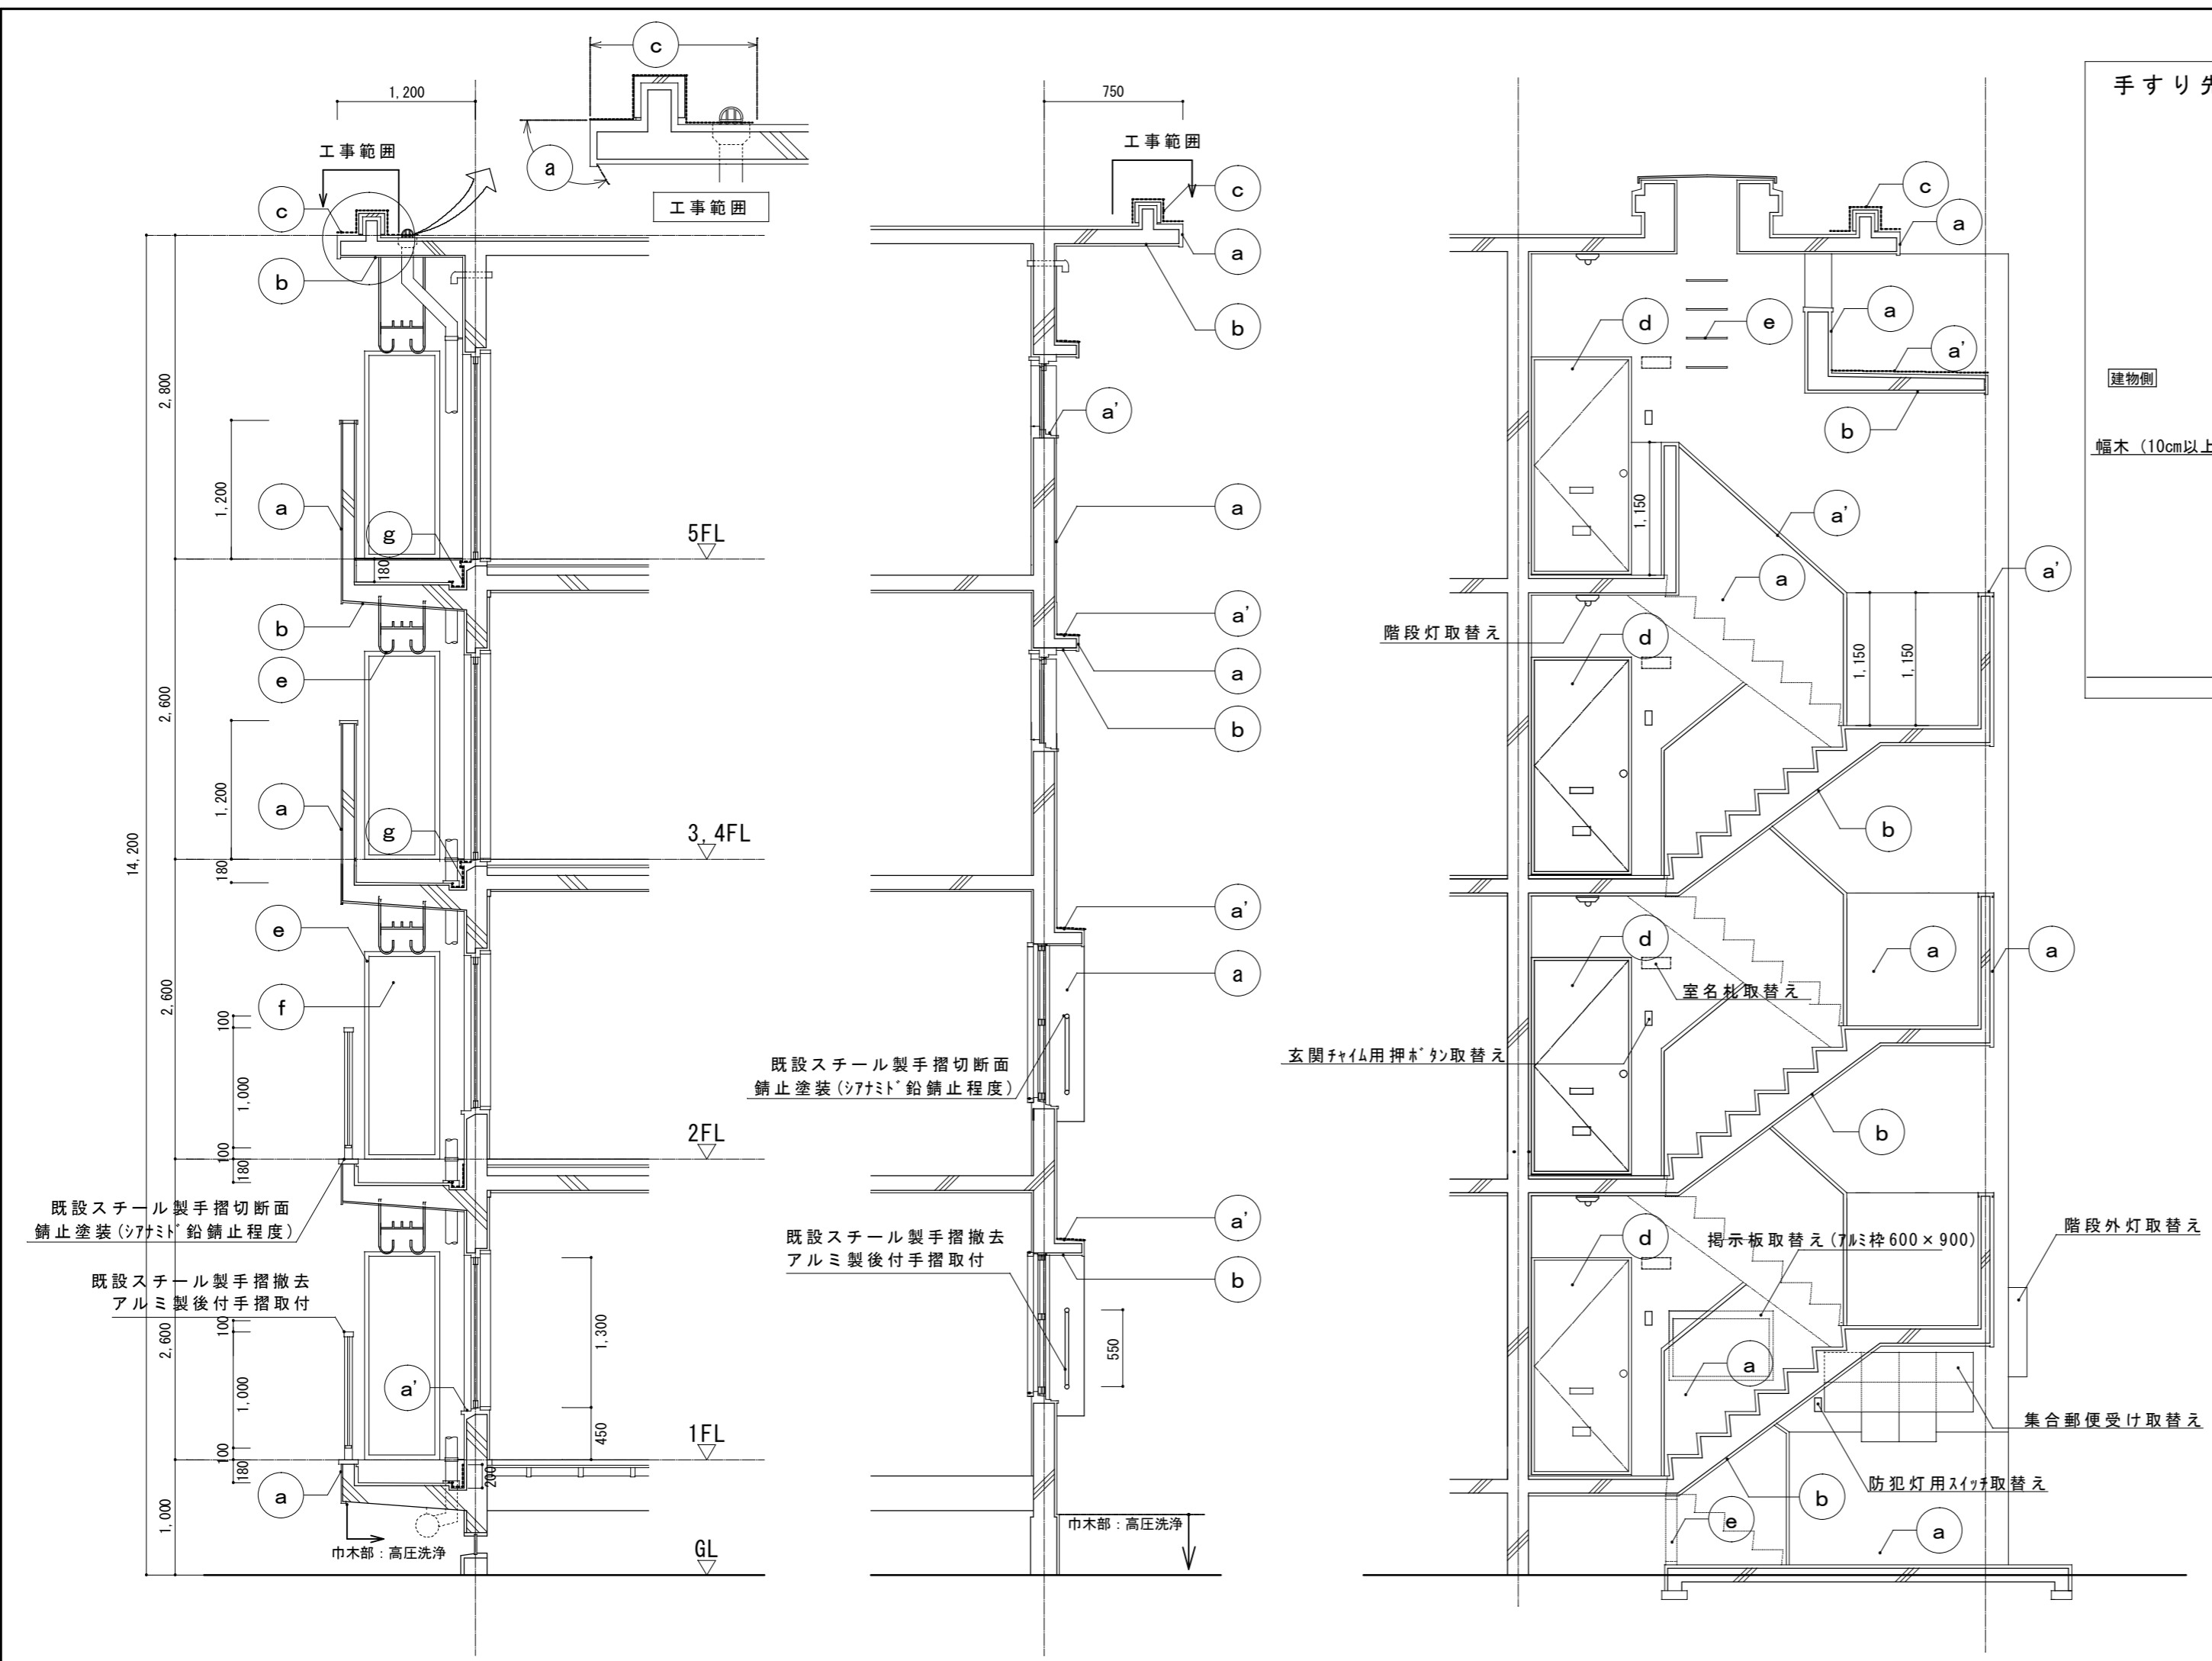 c
1,200
工事範囲
a
工事範囲
c
b
2,800
1,200
a
g
180
5FL
b
e
2,600
1,200
a
g
180
3,4FL
14,200
e
f
2,600
100
1,000
100
180
2FL
既設スチール製手摺切断面
錆止塗装(シアナミド鉛錆止程度)
既設スチール製手摺撤去
アルミ製後付手摺取付
2,600
100
1,000
100
180
a'
1,300
450
200
1FL
a
1,000
巾木部:高圧洗浄
GL
750
工事範囲
c
a
b
a'
a
a'
a
b
a'
a
既設スチール製手摺切断面
錆止塗装(シアナミド鉛錆止程度)
a'
既設スチール製手摺撤去
アルミ製後付手摺取付
b
550
巾木部:高圧洗浄
c
a
d
e
a
a'
b
1,150
a'
a
a'
階段灯取替え
d
1,150
1,150
b
d
a
a
室名札取替え
玄関チャイム用押ボタン取替え
b
d
掲示板取替え(アルミ枠600×900)
階段外灯取替え
a
集合郵便受け取替え
防犯灯用スイッチ取替え
b
e
a
手すり先
建物側
幅木(10cm以上